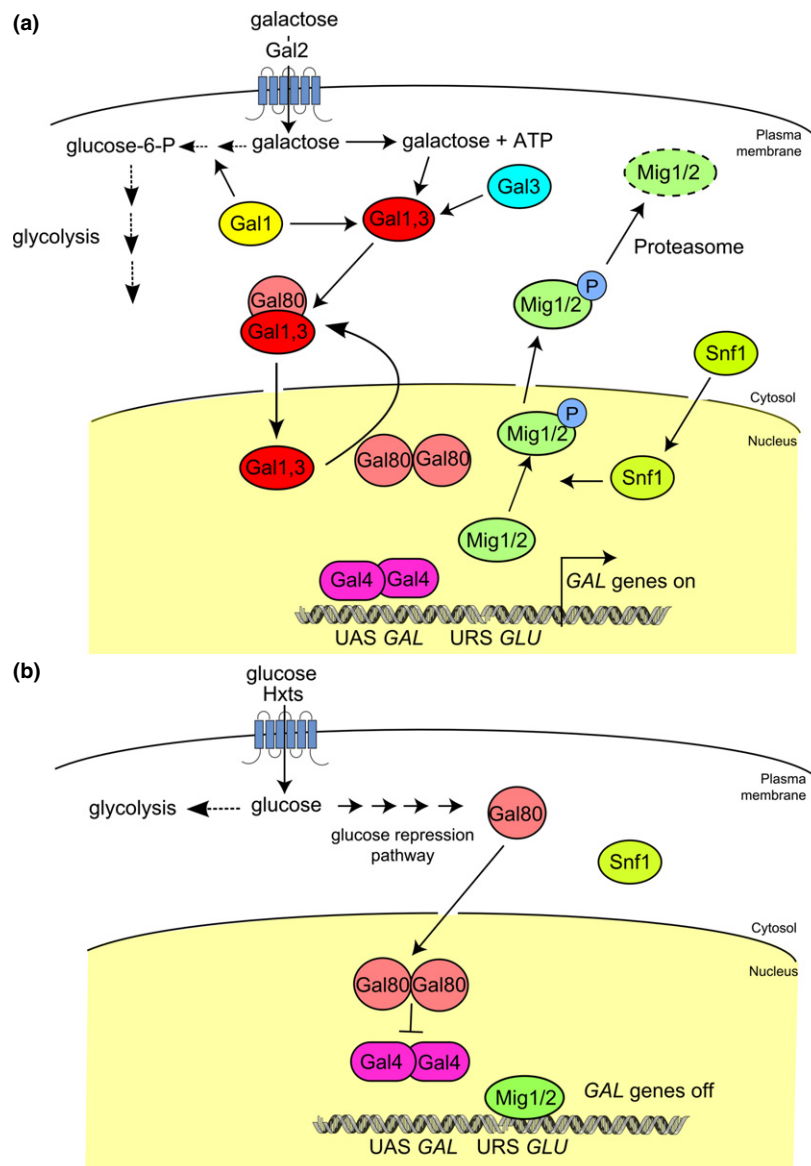 (a)
galactose
Gal2
Plasma
membrane
glucose-6-P
galactose
galactose + ATP
Mig1/2
Gal3
Gal1
Gal1,3
glycolysis
Proteasome
P
Mig1/2
Gal80
Gal1,3
Snf1
Cytosol
Nucleus
P
Mig1/2
Gal1,3
Gal80 Gal80
Snf1
Mig1/2
Gal4 Gal4
GAL genes on
UAS GAL URS GLU
(b)
glucose
Hxts
Plasma
membrane
glycolysis
glucose
Gal80
glucose repression
pathway
Snf1
Cytosol
Nucleus
Gal80 Gal80
Gal4 Gal4
Mig1/2
GAL genes off
UAS GAL URS GLU